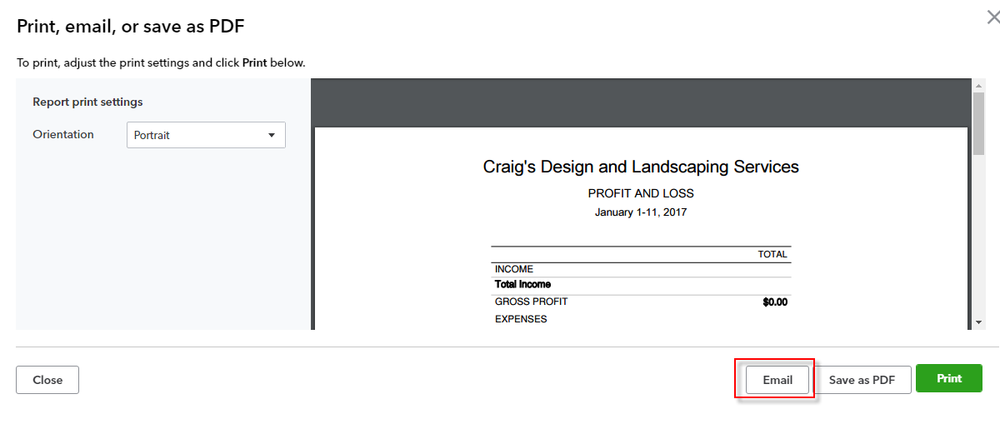 Print, email, or save as PDF
To print, adjust the print settings and click Print below.
Report print settings
Orientation
Portrait
Craig's Design and Landscaping Services
PROFIT AND LOSS
January 1-11, 2017
TOTAL
INCOME
Total Income
GROSS PROFIT $0.00
EXPENSES
Close
Email
Save as PDF
Print